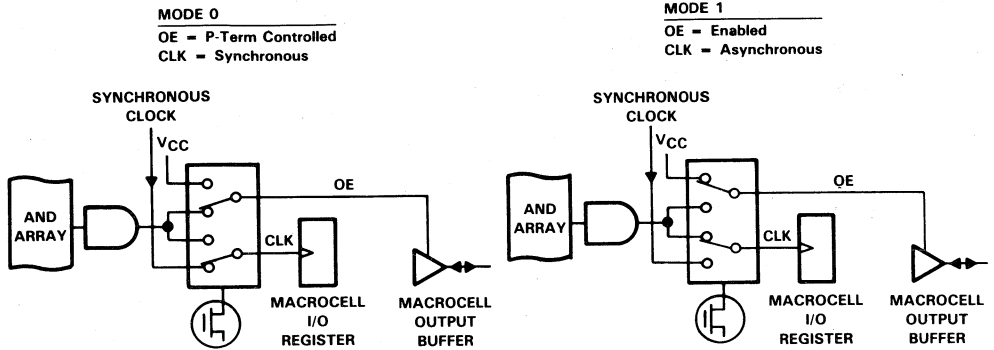 MODE 0
OE = P-Term Controlled
CLK = Synchronous
SYNCHRONOUS
CLOCK
VCC
AND
ARRAY
OE
CLK
MACROCELL
I/O
REGISTER
MACROCELL
OUTPUT
BUFFER
MODE 1
OE = Enabled
CLK = Asynchronous
SYNCHRONOUS
CLOCK
VCC
AND
ARRAY
OE
CLK
MACROCELL
I/O
REGISTER
MACROCELL
OUTPUT
BUFFER